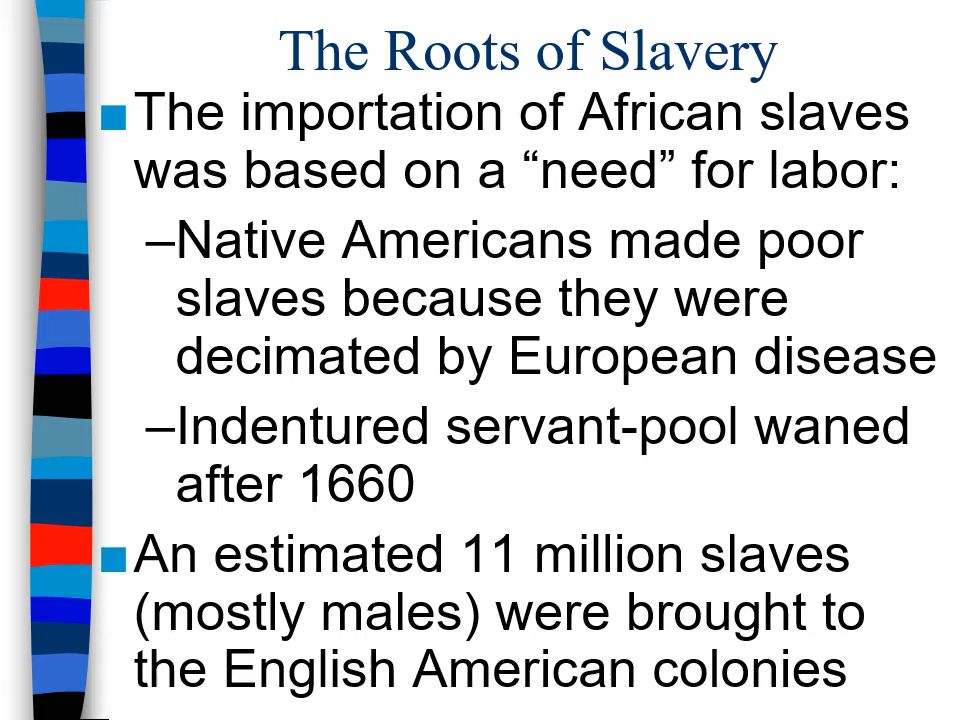 The Roots of Slavery
■The importation of African slaves
was based on a “need” for labor:
–Native Americans made poor
slaves because they were
decimated by European disease
–Indentured servant-pool waned
after 1660
■An estimated 11 million slaves
(mostly males) were brought to
the English American colonies